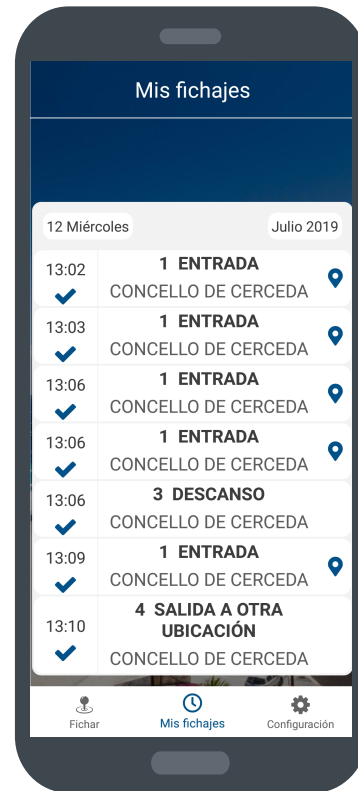 Mis fichajes
12 Miércoles
Julio 2019
13:02
1 ENTRADA
CONCELLO DE CERCEDA
13:03
1 ENTRADA
CONCELLO DE CERCEDA
13:06
1 ENTRADA
CONCELLO DE CERCEDA
13:06
1 ENTRADA
CONCELLO DE CERCEDA
13:06
3 DESCANSO
CONCELLO DE CERCEDA
13:09
1 ENTRADA
CONCELLO DE CERCEDA
13:10
4 SALIDA A OTRA
UBICACIÓN
CONCELLO DE CERCEDA
Fichar
Mis fichajes
Configuración